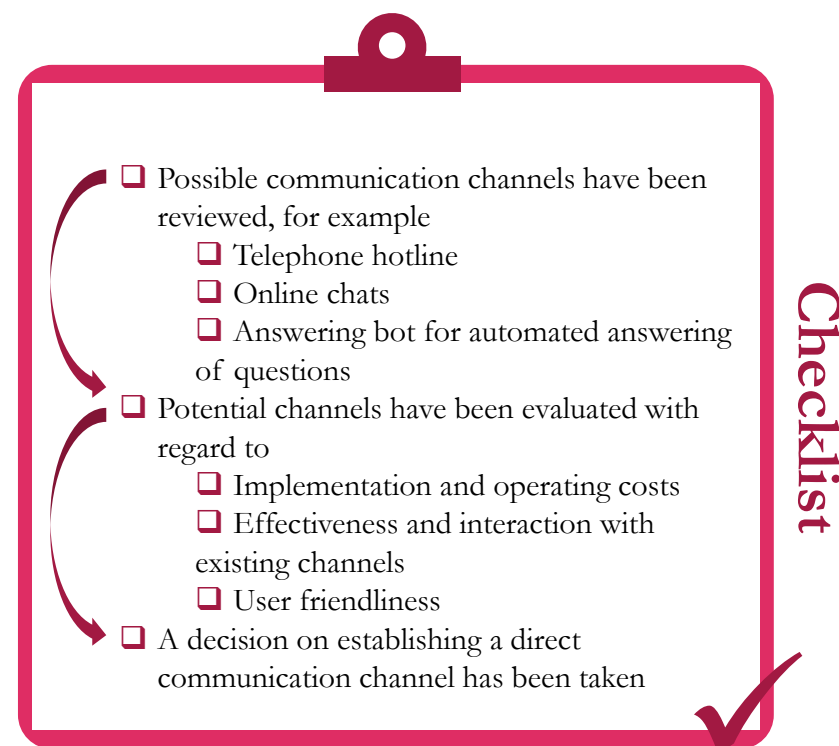 ❑ Possible communication channels have been
reviewed, for example
❑ Telephone hotline
❑ Online chats
❑ Answering bot for automated answering
of questions
❑ Potential channels have been evaluated with
regard to
❑ Implementation and operating costs
❑ Effectiveness and interaction with
existing channels
❑ User friendliness
❑ A decision on establishing a direct
communication channel has been taken
Checklist